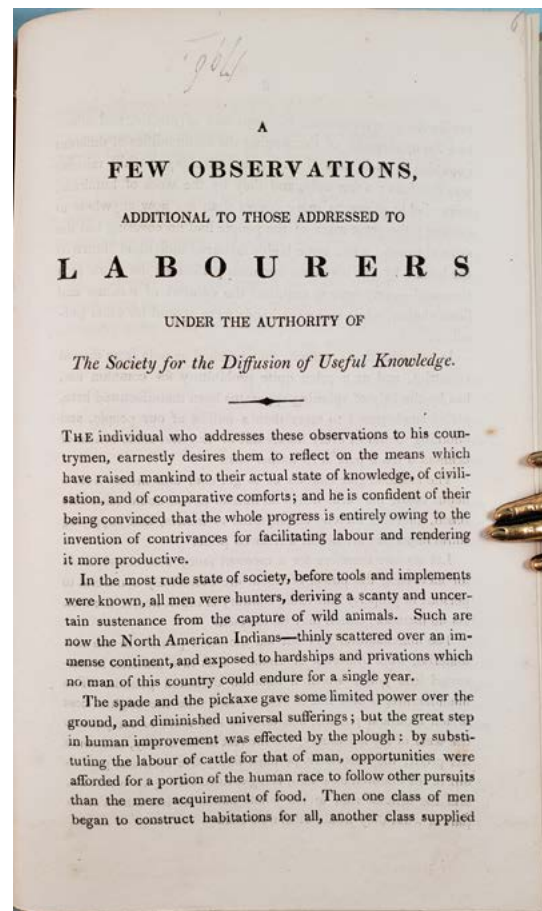 A
FEW OBSERVATIONS,
ADDITIONAL TO THOSE ADDRESSED TO
LABOURERS
UNDER THE AUTHORITY OF
The Society for the Diffusion of Useful Knowledge.
THE individual who addresses these observations to his coun-
trymen, earnestly desires them to reflect on the means which
have raised mankind to their actual state of knowledge, of civili-
sation, and of comparative comforts; and he is confident of their
being convinced that the whole progress is entirely owing to the
invention of contrivances for facilitating labour and rendering
it more productive.
In the most rude state of society, before tools and implements
were known, all men were hunters, deriving a scanty and uncer-
tain sustenance from the capture of wild animals. Such are
now the North American Indians—thinly scattered over an im-
mense continent, and exposed to hardships and privations which
no man of this country could endure for a single year.
The spade and the pickaxe gave some limited power over the
ground, and diminished universal sufferings; but the great step
in human improvement was effected by the plough: by substi-
tuting the labour of cattle for that of man, opportunities were
afforded for a portion of the human race to follow other pursuits
than the mere acquirement of food. Then one class of men
began to construct habitations for all, another class supplied